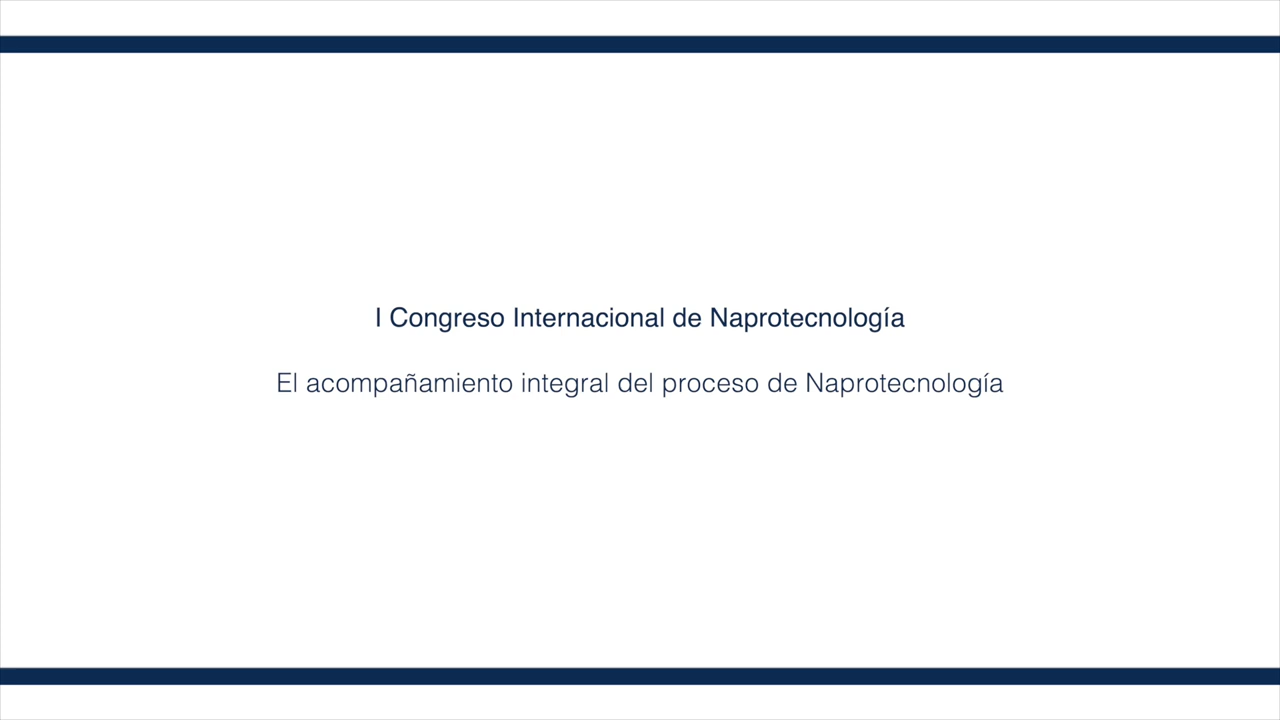 I Congreso Internacional de Naprotecnología
El acompañamiento integral del proceso de Naprotecnología